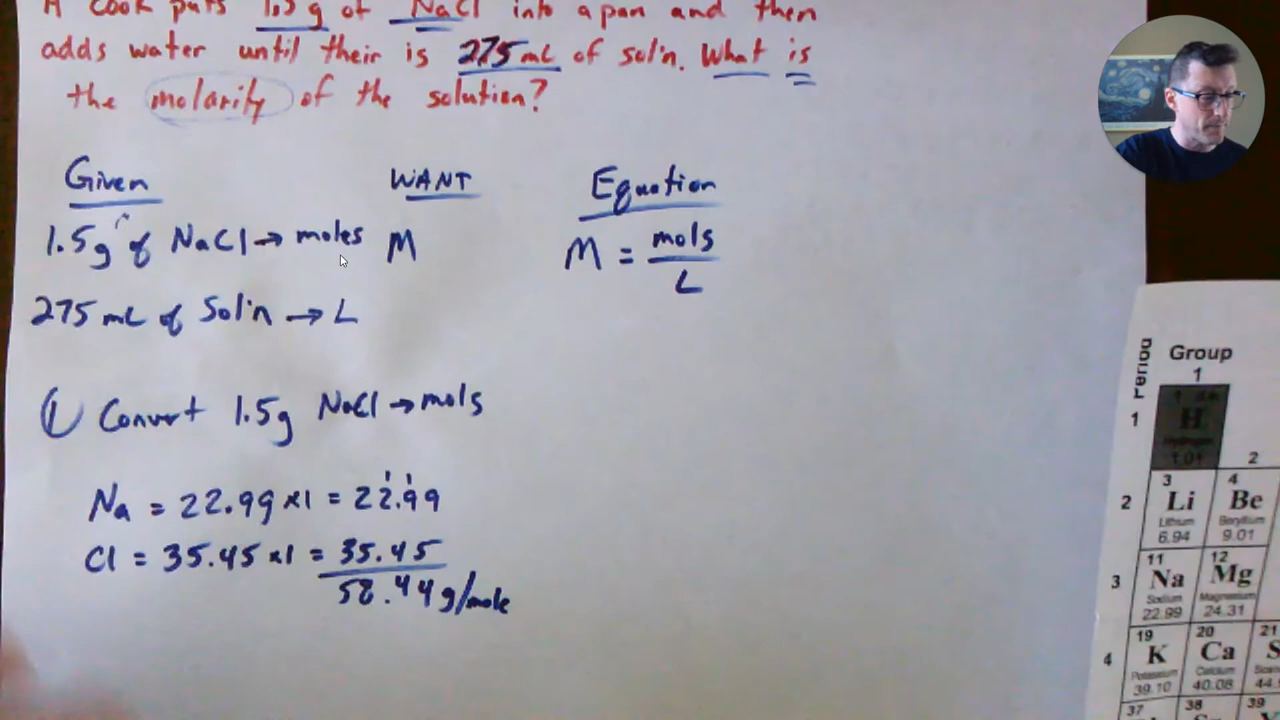 A cook puts 1.5 g of NaCl into a pan and then
adds water until their is 275 mL of sol'n. What is
the molarity of the solution?
Given
WANT
Equation
1.5g of NaCl → moles
M
M = mols
L
275 mL of Sol'n → L
① Convert 1.5g NaCl → mols
Na = 22.99 x1 = 22.99
Cl = 35.45 x1 = 35.45
58.44 g/mole
Period
Group
1
1
H
Hydrogen
1.01
2
2
3
Li
Lithium
6.94
4
Be
Beryllium
9.01
3
11
Na
Sodium
22.99
12
Mg
Magnesium
24.31
4
19
K
Potassium
39.10
20
Ca
Calcium
40.08
21
37
38
39